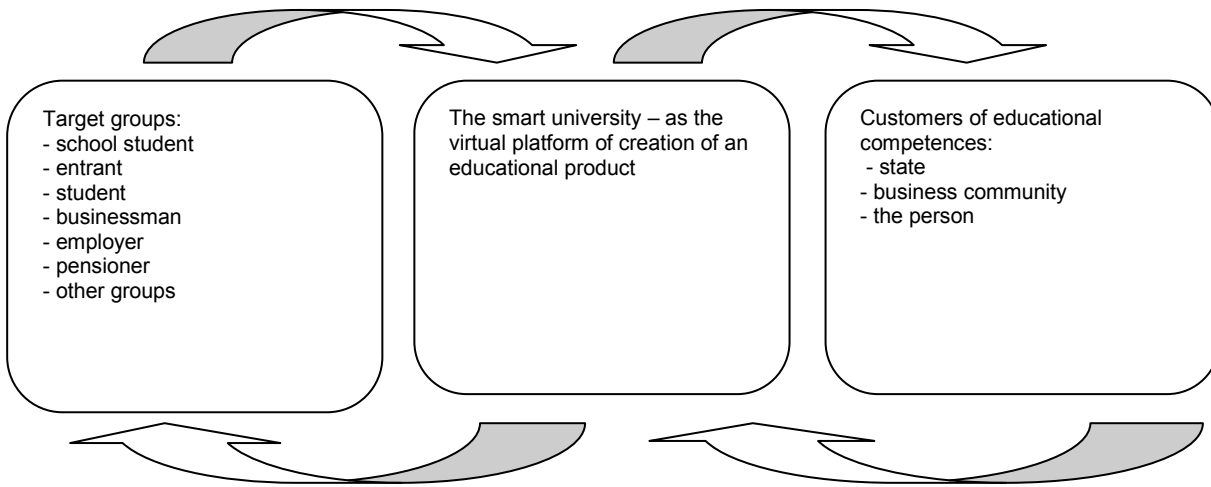 Target groups:
- school student
- entrant
- student
- businessman
- employer
- pensioner
- other groups
The smart university – as the
virtual platform of creation of an
educational product
Customers of educational
competences:
- state
- business community
- the person